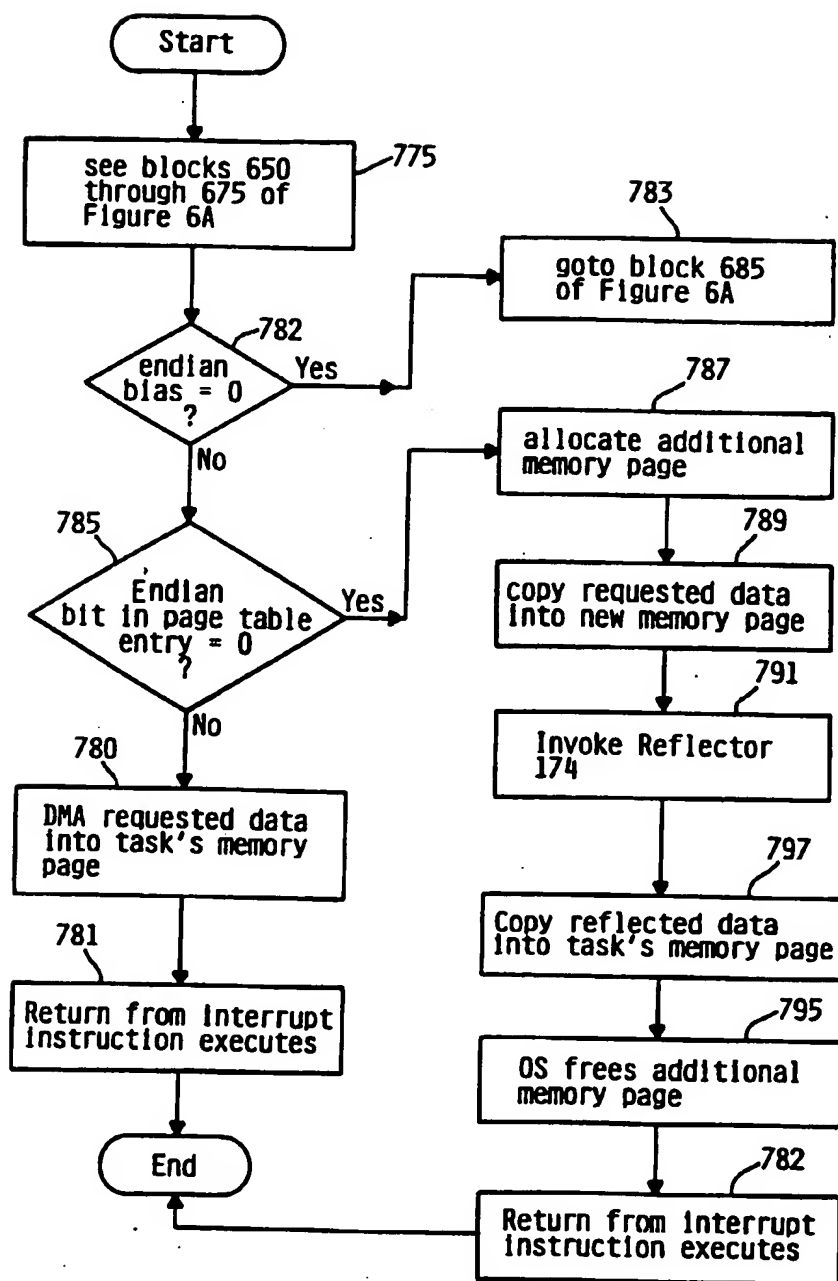 Start
775
see blocks 650
through 675 of
Figure 6A
783
goto block 685
of Figure 6A
782
endian
bias = 0
?
Yes
No
787
allocate additional
memory page
785
Endian
bit in page table
entry = 0
?
Yes
No
789
copy requested data
into new memory page
791
Invoke Reflector
174
780
DMA requested data
into task's memory
page
797
Copy reflected data
into task's memory page
781
Return from interrupt
instruction executes
795
OS frees additional
memory page
End
782
Return from interrupt
instruction executes